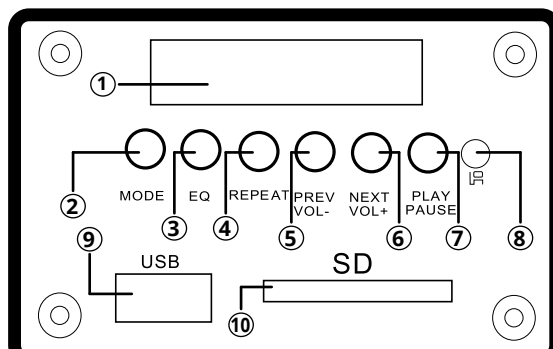 ①
MODE EQ REPEAT PREV NEXT PLAY
VOL- VOL+ PAUSE
② ③ ④ ⑤ ⑥ ⑦ ⑧
⑨
USB SD
⑩